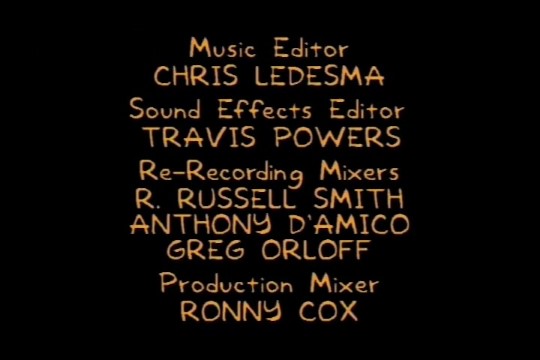 Music Editor
CHRIS LEDESMA
Sound Effects Editor
TRAVIS POWERS
Re-Recording Mixers
R. RUSSELL SMITH
ANTHONY D'AMICO
GREG ORLOFF
Production Mixer
RONNY COX